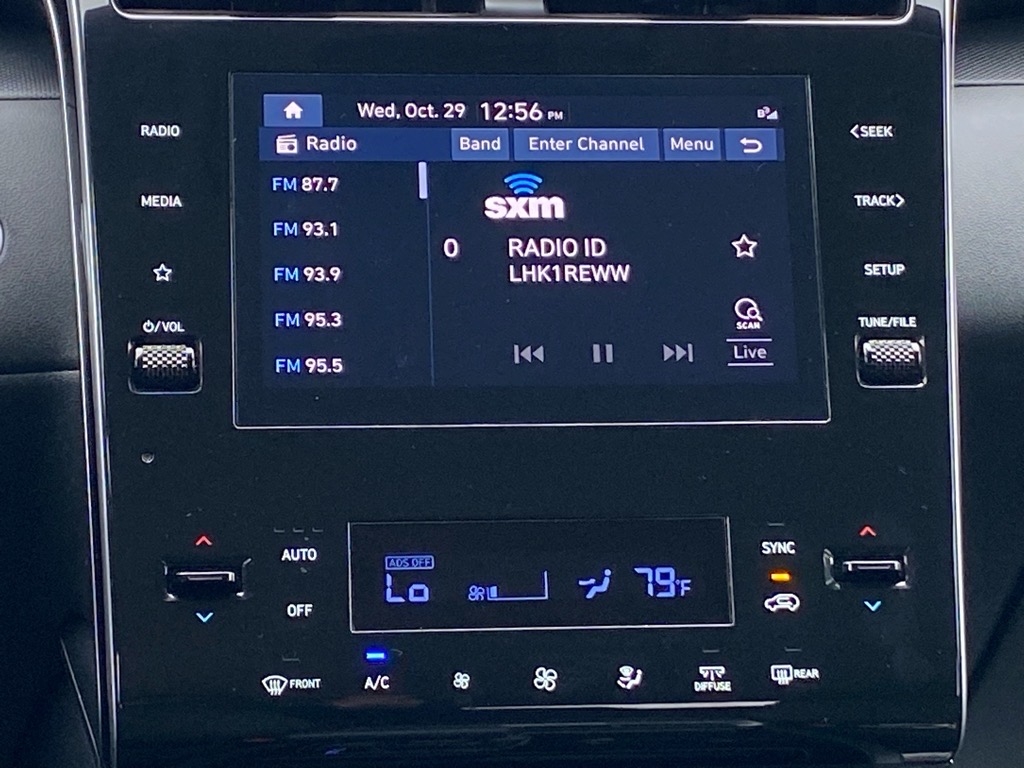 Wed, Oct. 29 12:56 PM
Radio Band Enter Channel Menu
RADIO
<SEEK
FM 87.7
MEDIA
sxm
TRACK>
FM 93.1
0 RADIO ID
LHK1REWW
FM 93.9
SETUP
FM 95.3
SCAN
⏻/VOL
TUNE/FILE
Live
FM 95.5
AUTO
SYNC
ADS OFF
Lo
79°F
OFF
FRONT
A/C
DIFFUSE
REAR